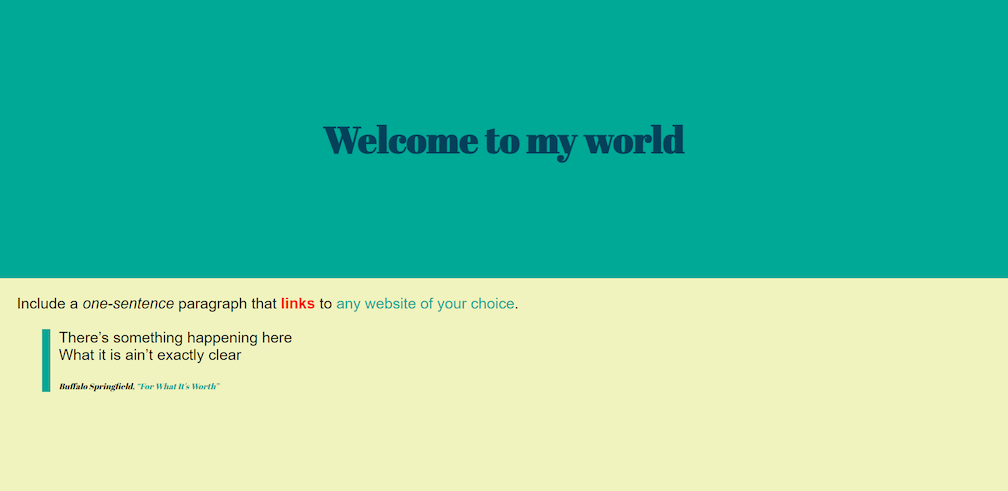 Welcome to my world
Include a one-sentence paragraph that links to any website of your choice.
There’s something happening here
What it is ain’t exactly clear
Buffalo Springfield, “For What It’s Worth”